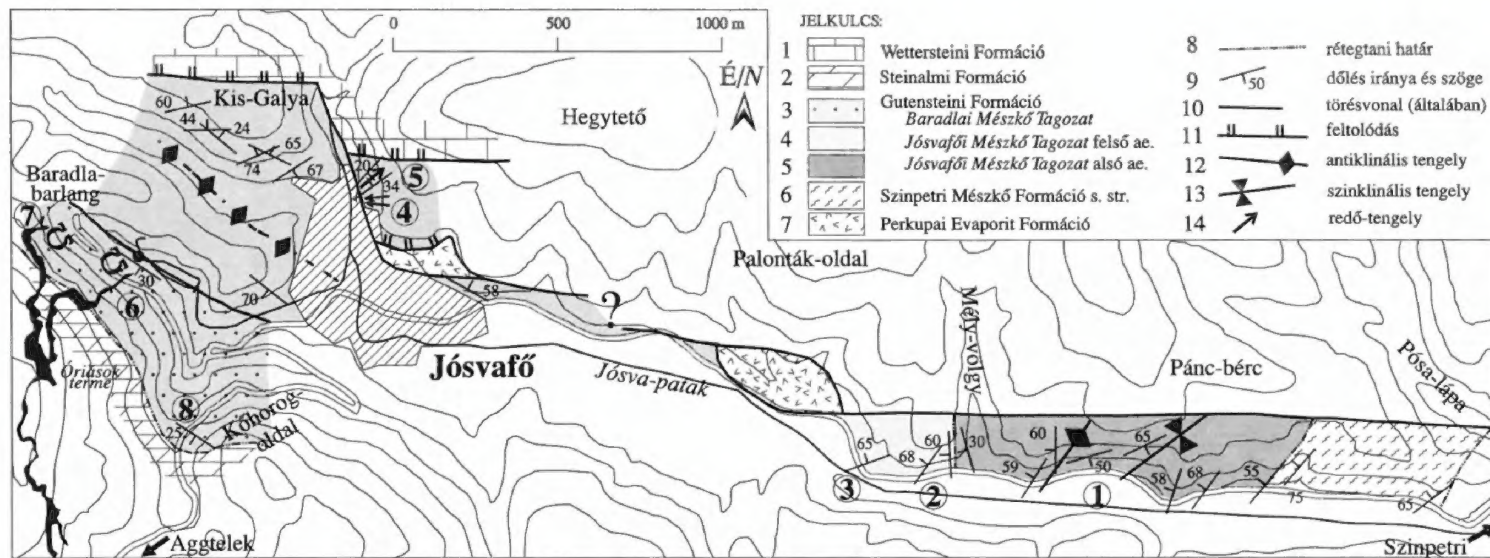 0 500 1000 m
É/N
Kis-Galya
Hegytető
60
44
24
65
74
67
70
34
5
4
Baradla-
barlang
7
30
6
70
58
?
Palonták-oldal
Mély-völgy
Pánc-bérc
Pósa-lápa
Jósvafő
Jósva-patak
Óriások
terme
8
25
Kőhorog-
oldal
65
68
60
30
60
59
50
65
58
68
55
75
65
3
2
1
Aggtelek
Szinpetri
JELKULCS:
1 Wettersteini Formáció
2 Steinalmi Formáció
3 Gutensteini Formáció
Baradlai Mészkő Tagozat
4 Jósvafői Mészkő Tagozat felső ae.
5 Jósvafői Mészkő Tagozat alsó ae.
6 Szinpetri Mészkő Formáció s. str.
7 Perkupai Evaporit Formáció
8 rétegtani határ
9 50 dőlés iránya és szöge
10 törésvonal (általában)
11 feltolódás
12 antiklinális tengely
13 szinklinális tengely
14 redő-tengely